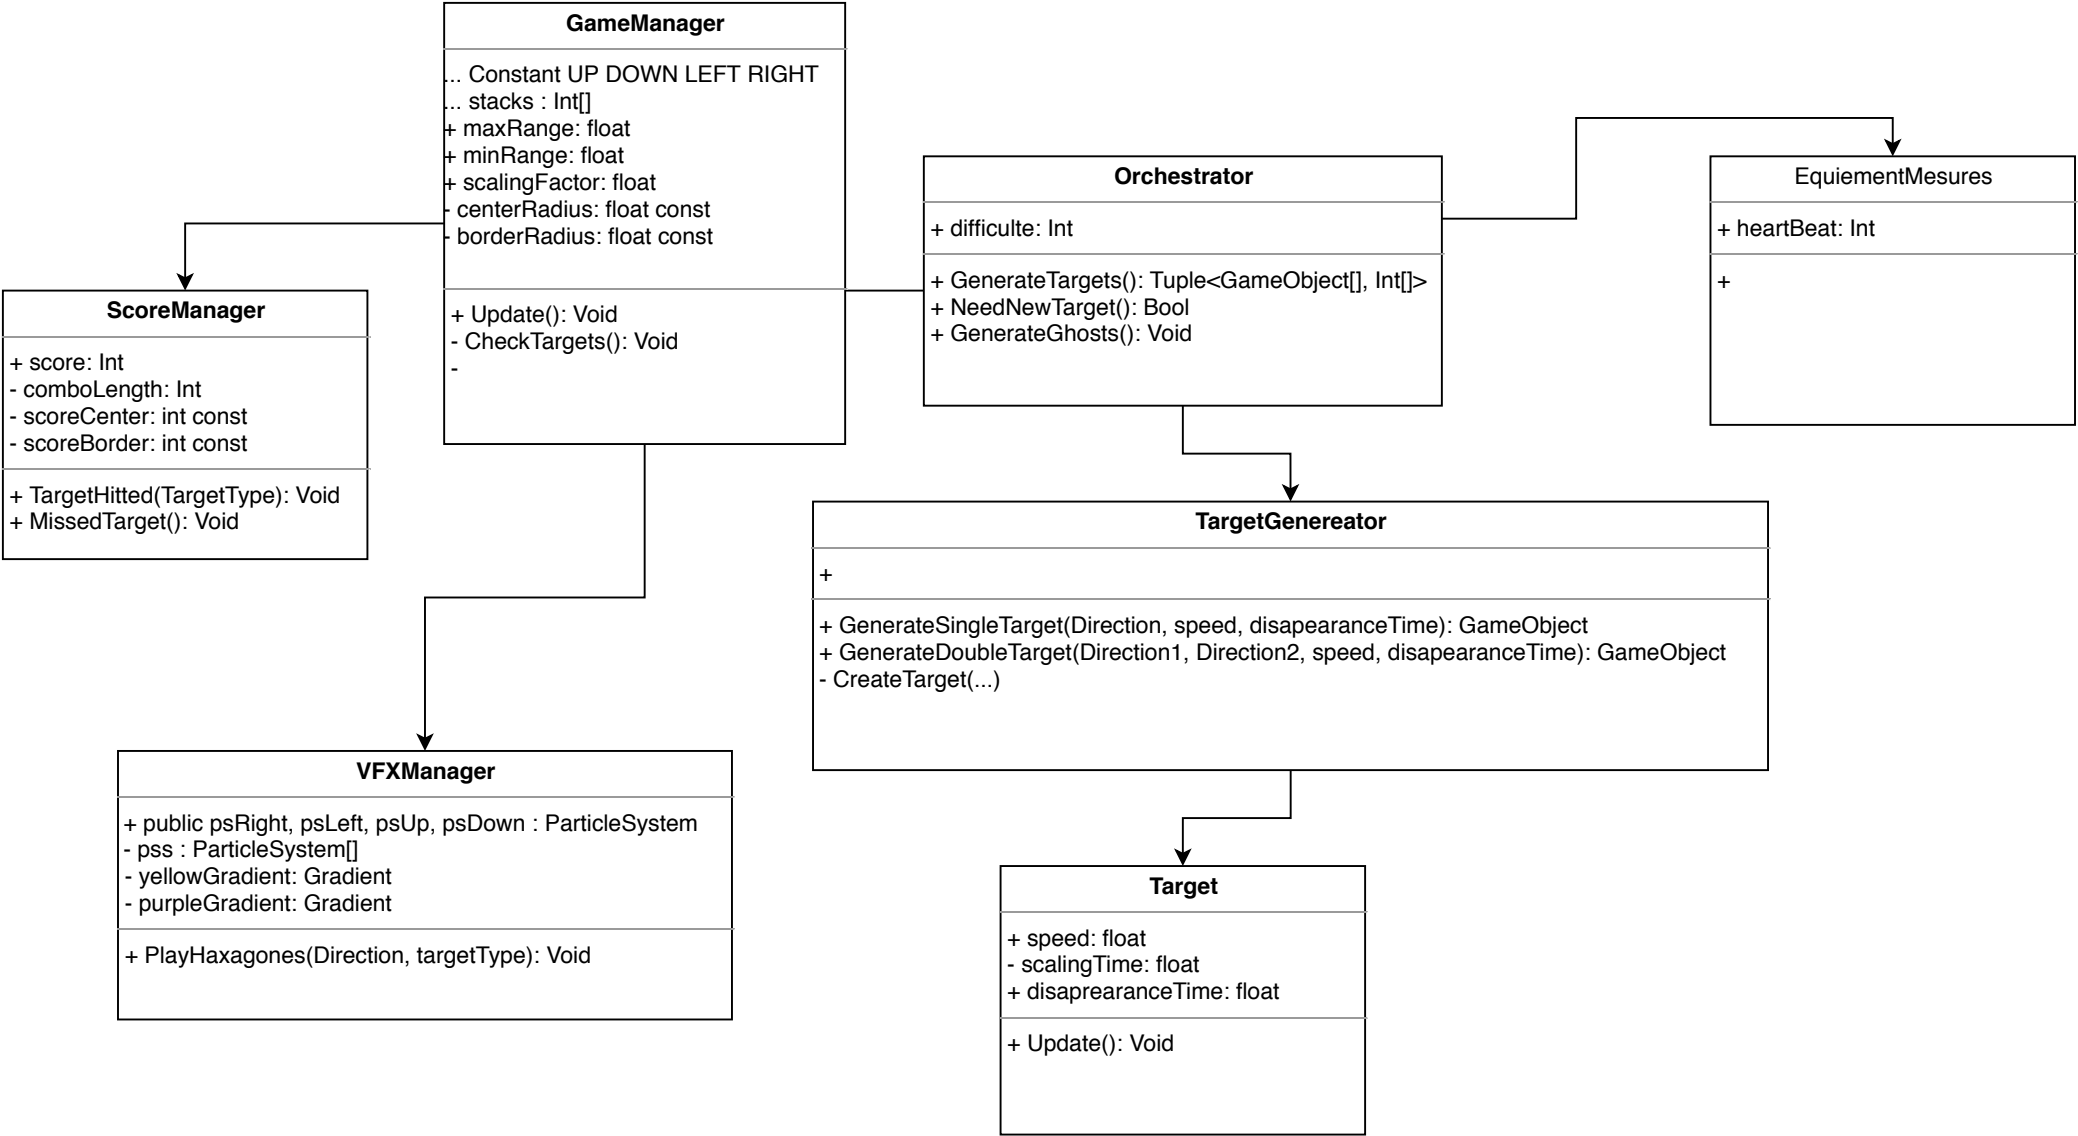 GameManager
... Constant UP DOWN LEFT RIGHT
... stacks : Int[]
+ maxRange: float
+ minRange: float
+ scalingFactor: float
- centerRadius: float const
- borderRadius: float const
+ Update(): Void
- CheckTargets(): Void
-
Orchestrator
+ difficulte: Int
+ GenerateTargets(): Tuple<GameObject[], Int[]>
+ NeedNewTarget(): Bool
+ GenerateGhosts(): Void
EquiementMesures
+ heartBeat: Int
+
ScoreManager
+ score: Int
- comboLength: Int
- scoreCenter: int const
- scoreBorder: int const
+ TargetHitted(TargetType): Void
+ MissedTarget(): Void
TargetGenereator
+
+ GenerateSingleTarget(Direction, speed, disapearanceTime): GameObject
+ GenerateDoubleTarget(Direction1, Direction2, speed, disapearanceTime): GameObject
- CreateTarget(...)
VFXManager
+ public psRight, psLeft, psUp, psDown : ParticleSystem
- pss : ParticleSystem[]
- yellowGradient: Gradient
- purpleGradient: Gradient
+ PlayHaxagones(Direction, targetType): Void
Target
+ speed: float
- scalingTime: float
+ disaprearanceTime: float
+ Update(): Void